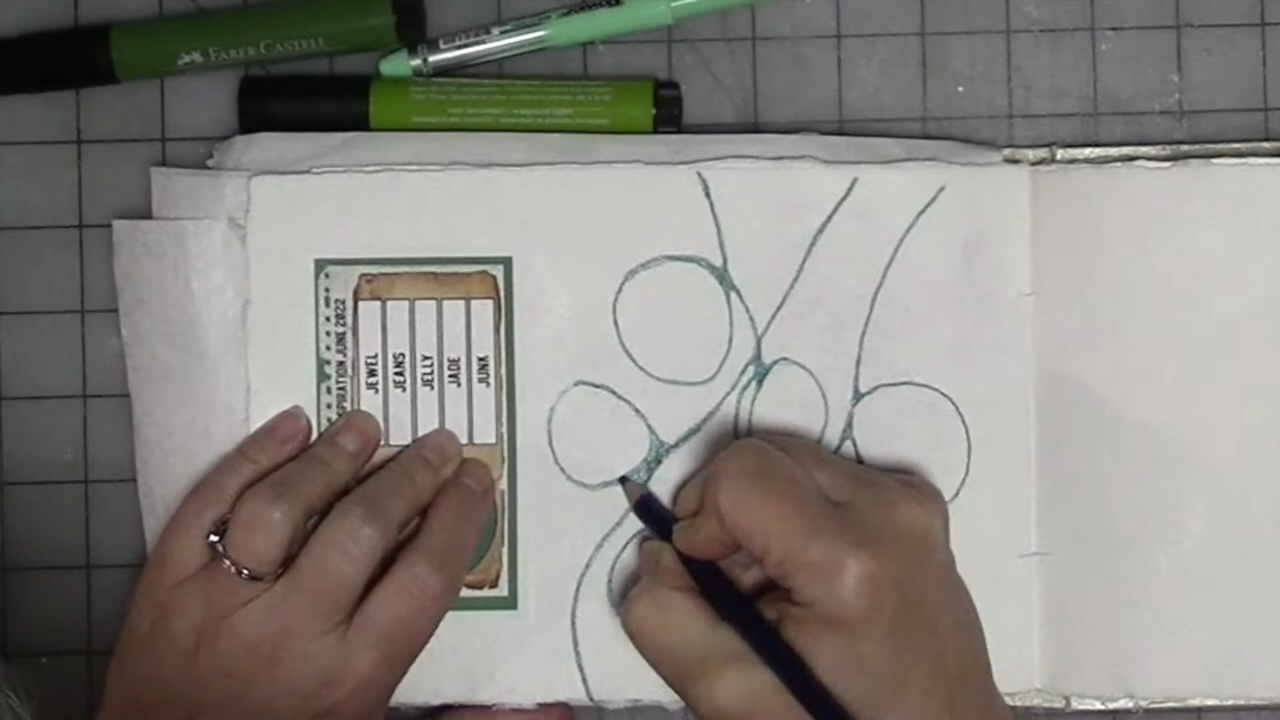 FABER-CASTELL
SPIRATION JUNE 2022
JEWEL
JEANS
JELLY
JADE
JUNK